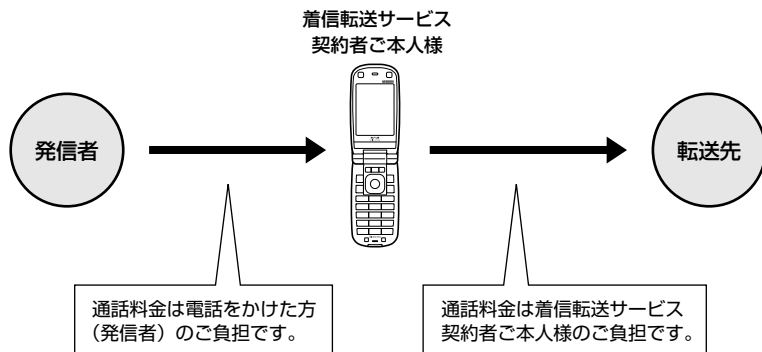 着信転送サービス
契約者ご本人様
発信者
転送先
通話料金は電話をかけた方
（発信者）のご負担です。
通話料金は着信転送サービス
契約者ご本人様のご負担です。